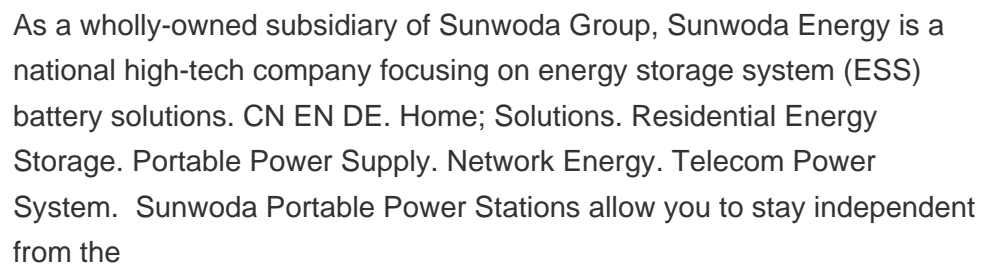 As a wholly-owned subsidiary of Sunwoda Group, Sunwoda Energy is a
national high-tech company focusing on energy storage system (ESS)
battery solutions. CN EN DE. Home; Solutions. Residential Energy
Storage. Portable Power Supply. Network Energy. Telecom Power
System.  Sunwoda Portable Power Stations allow you to stay independent
from the